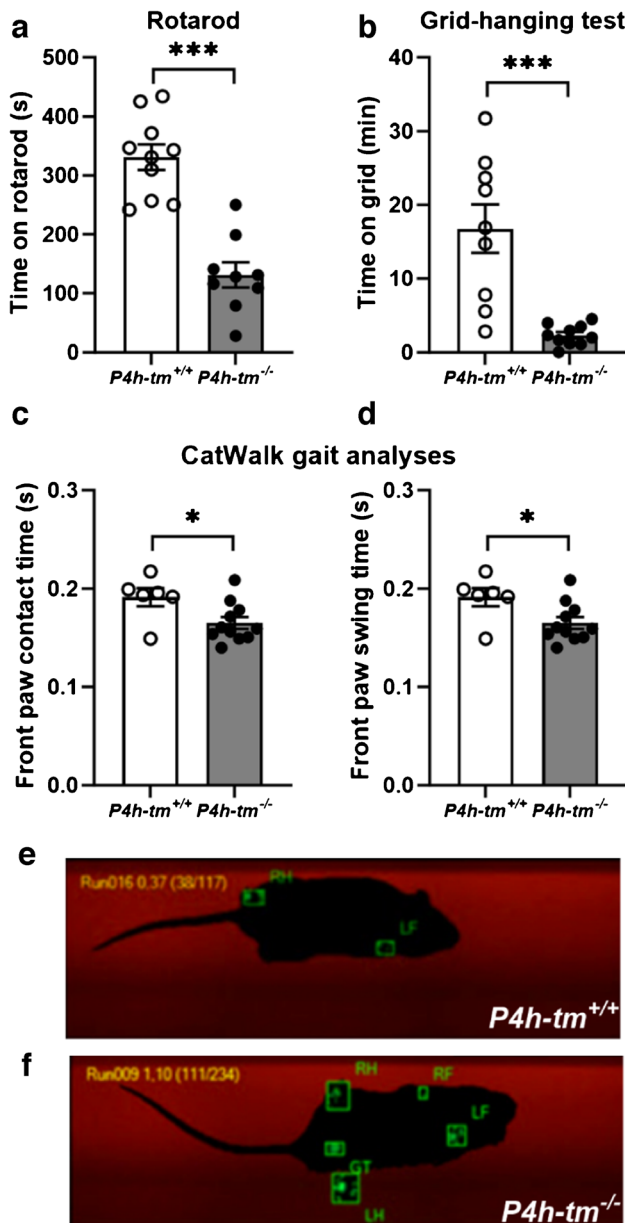 a
Rotarod
***
Time on rotarod (s)
500
400
300
200
100
0
P4h-tm+/+ P4h-tm-/-
b
Grid-hanging test
***
Time on grid (min)
40
30
20
10
0
P4h-tm+/+ P4h-tm-/-
c
d
CatWalk gait analyses
*
Front paw contact time (s)
0.3
0.2
0.1
0.0
P4h-tm+/+ P4h-tm-/-
*
Front paw swing time (s)
0.3
0.2
0.1
0.0
P4h-tm+/+ P4h-tm-/-
e
Run016 0,37 (38/117)
RH
LF
P4h-tm+/+
f
Run009 1,10 (111/234)
RH
RF
LF
GT
LH
P4h-tm-/-